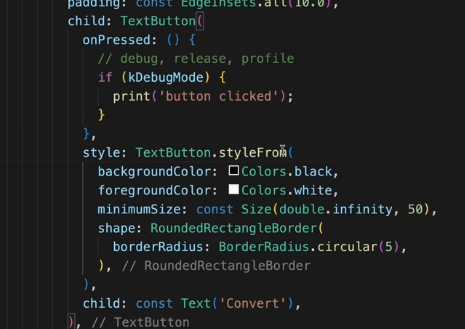 padding: const EdgeInsets.all(10.0),
child: TextButton(
onPressed: () {
// debug, release, profile
if (kDebugMode) {
print('button clicked');
}
},
style: TextButton.styleFrom(
backgroundColor: Colors.black,
foregroundColor: Colors.white,
minimumSize: const Size(double.infinity, 50),
shape: RoundedRectangleBorder(
borderRadius: BorderRadius.circular(5),
), // RoundedRectangleBorder
),
child: const Text('Convert'),
), // TextButton